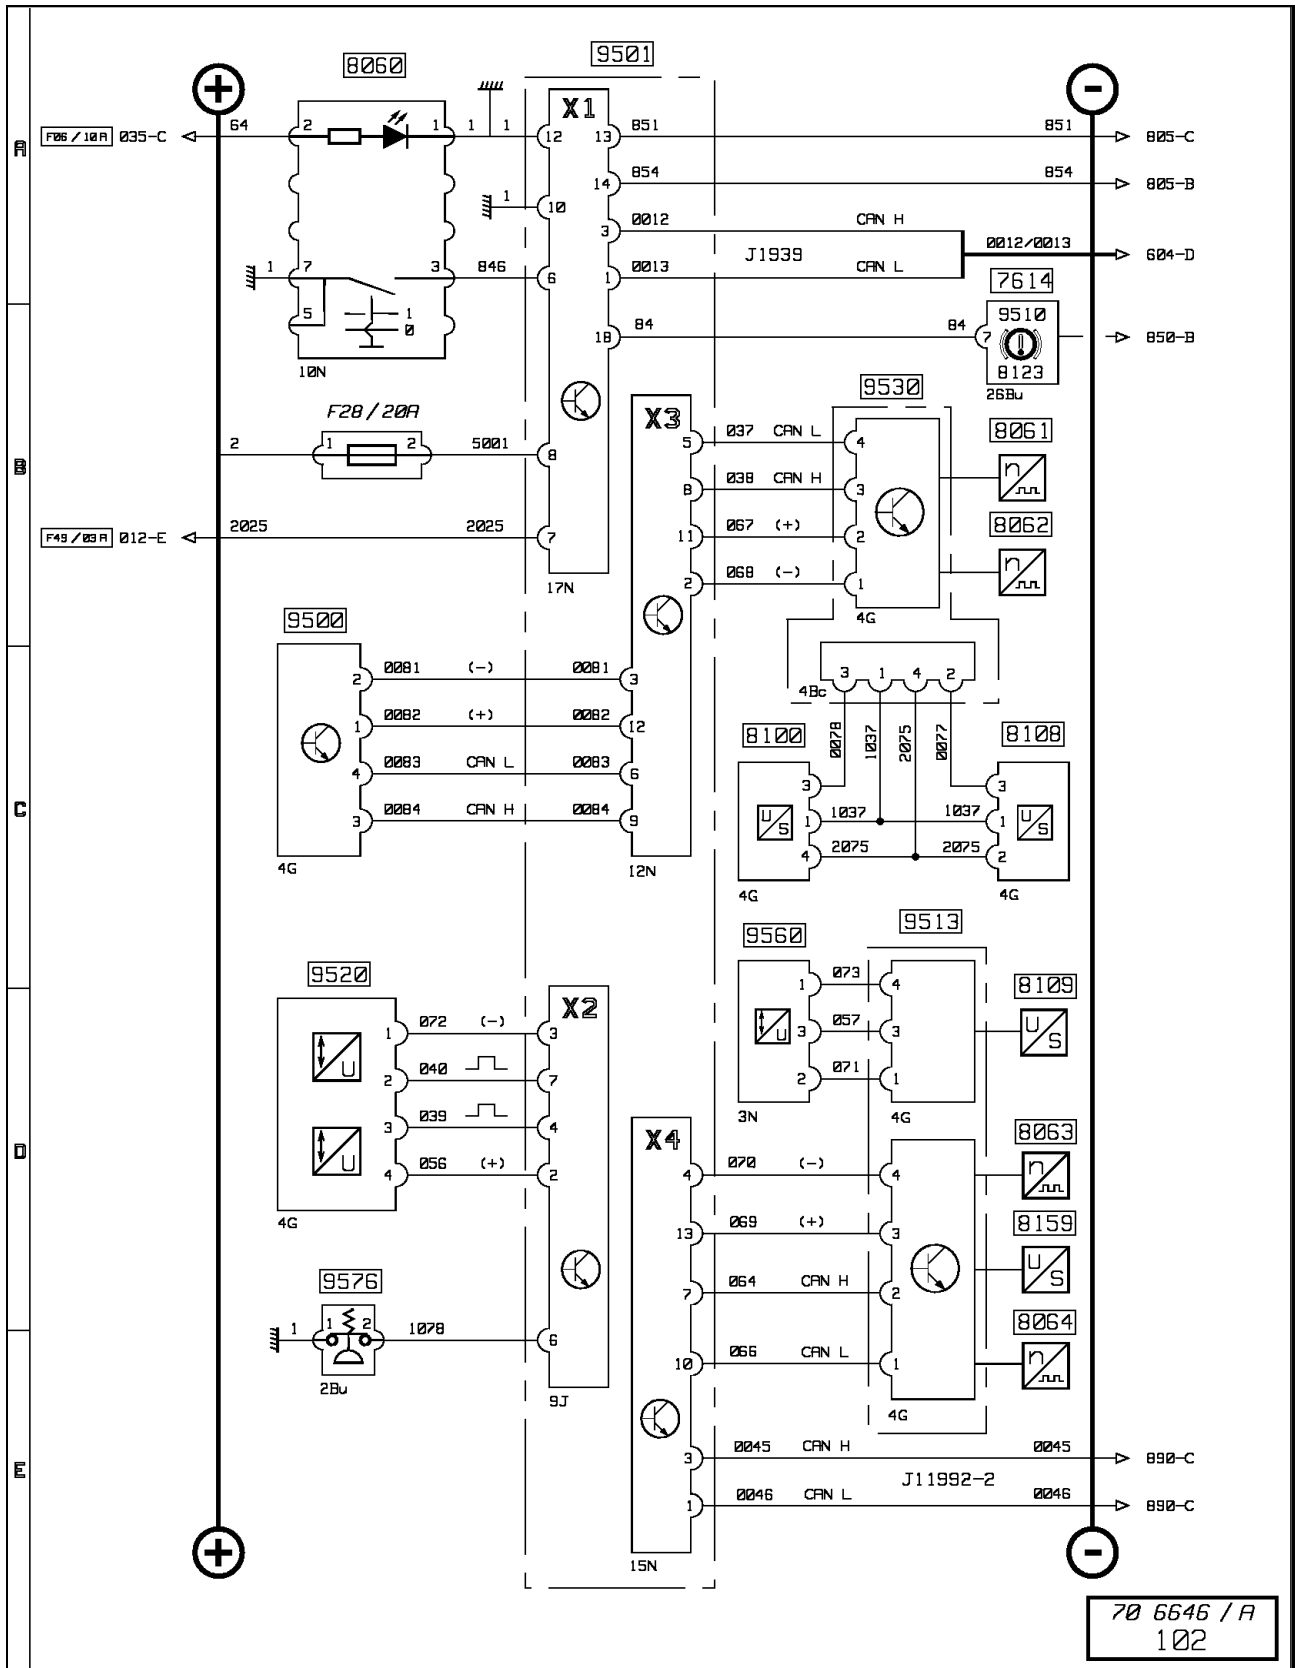 8060
9501
X1
A
F06 / 10A 035-C
64
2
1
1
1
12
13
851
851
805-C
14
854
854
805-B
1
10
3
0012
CAN H
J1939
0012/0013
604-D
1
7
3
846
6
1
0013
CAN L
7614
5
1
0
18
84
84
7
9510
8123
850-B
10N
26Bu
9530
F28 / 20A
X3
B
2
1
2
5001
8
5
037
CAN L
4
8061
8
038
CAN H
3
F49 / 03A 012-E
2025
2025
7
11
067
(+)
2
8062
2
068
(-)
1
17N
4G
9500
2
0081
(-)
0081
3
3
1
4
2
4Bc
1
0082
(+)
0082
12
8100
0078
1037
2075
0077
8108
4
0083
CAN L
0083
6
3
3
C
3
0084
CAN H
0084
9
U/S
1
1037
1037
1
U/S
4
2075
2075
2
4G
12N
4G
4G
9560
9513
9520
1
073
4
8109
X2
1
072
(-)
3
U
3
057
3
U/S
U
2
040
7
2
071
1
3N
4G
3
039
4
X4
8063
D
U
4
056
(+)
2
4
070
(-)
4
n
4G
13
069
(+)
3
8159
U/S
9576
7
064
CAN H
2
1
1
2
1078
6
10
066
CAN L
1
8064
n
2Bu
9J
4G
E
3
0045
CAN H
0045
890-C
J11992-2
1
0046
CAN L
0046
890-C
15N
70 6646 / A
102